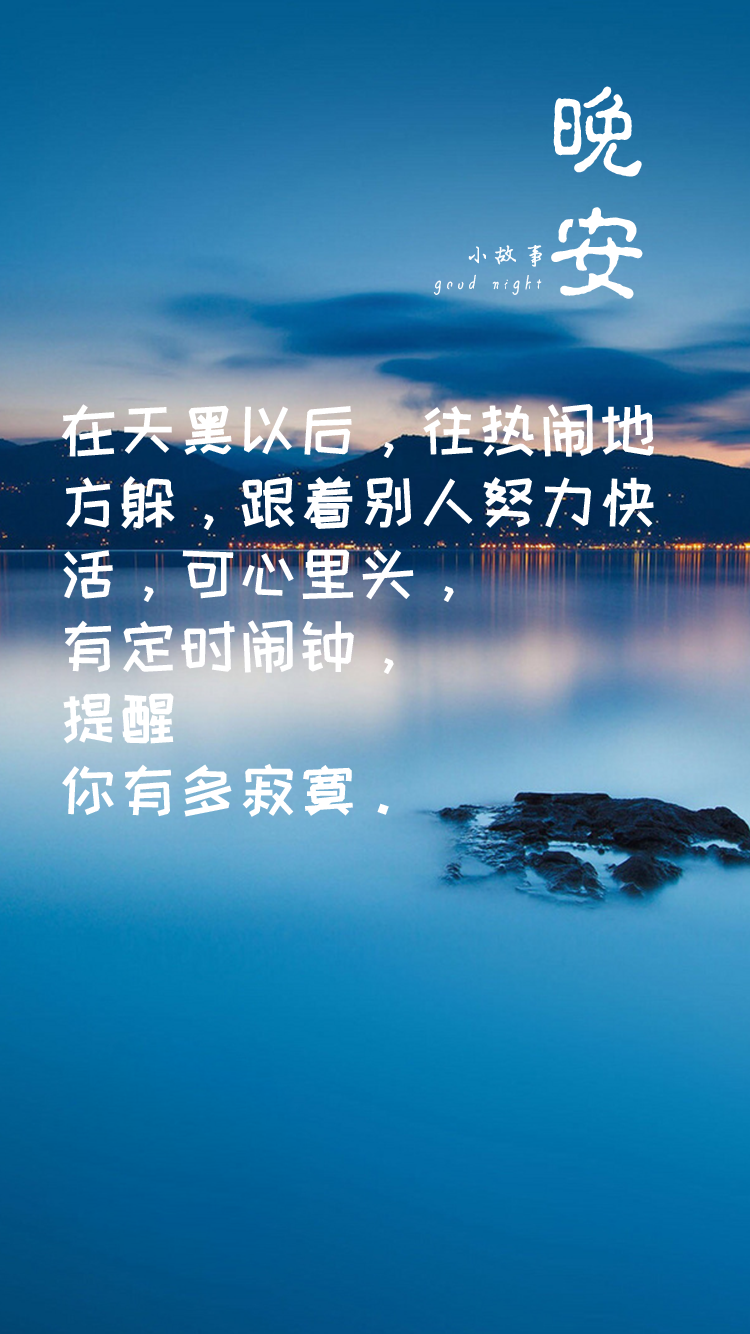 晚安
小故事
good night
在天黑以后，往热闹地
方躲，跟着别人努力快
活，可心里头，
有定时闹钟，
提醒
你有多寂寞。